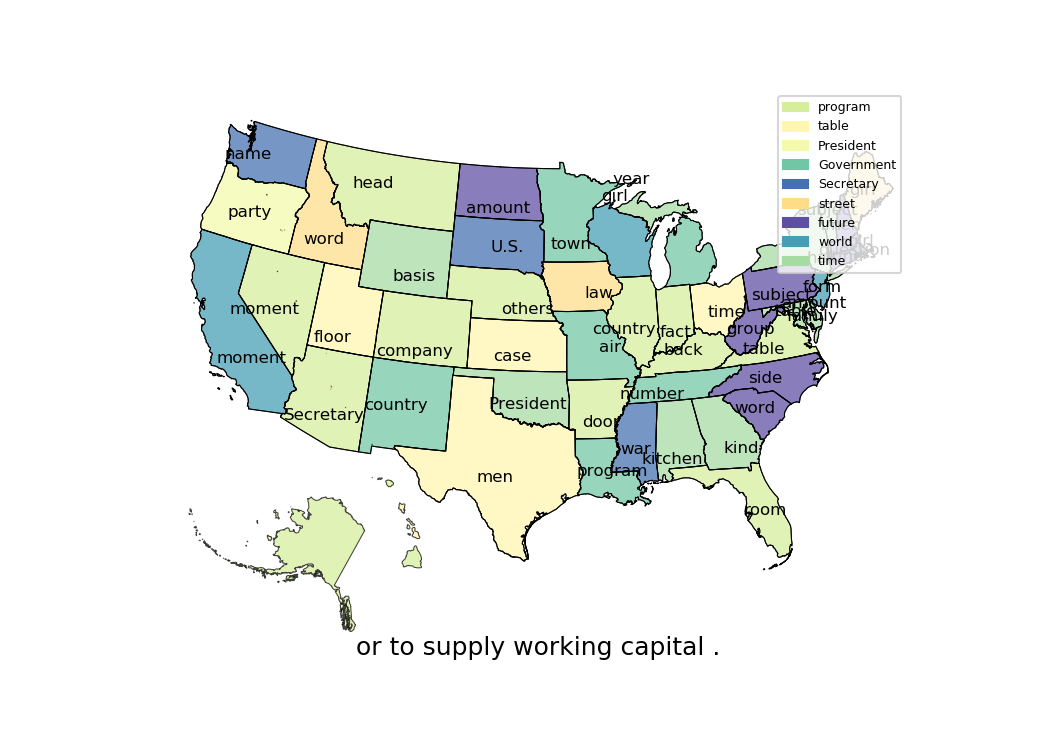 program
table
President
Government
Secretary
street
future
world
time
name
head
year
girl
party
amount
word
U.S.
town
basis
subject
law
form
moment
others
time
floor
country
fact
group
company
case
air
back
table
moment
side
Secretary
country
President
number
word
door
war
kind
kitchen
program
men
room
family
or to supply working capital .